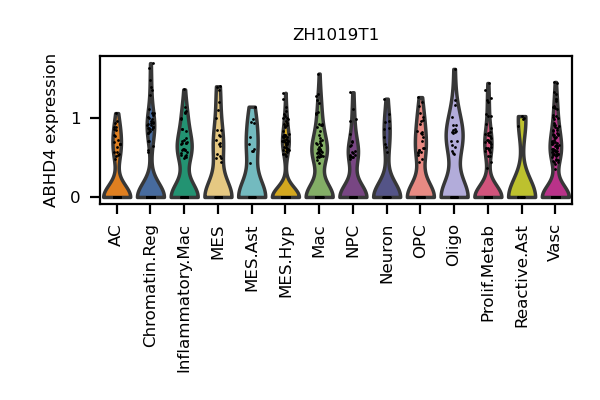 ZH1019T1
ABHD4 expression
1
0
AC
Chromatin.Reg
Inflammatory.Mac
MES
MES.Ast
MES.Hyp
Mac
NPC
Neuron
OPC
Oligo
Prolif.Metab
Reactive.Ast
Vasc